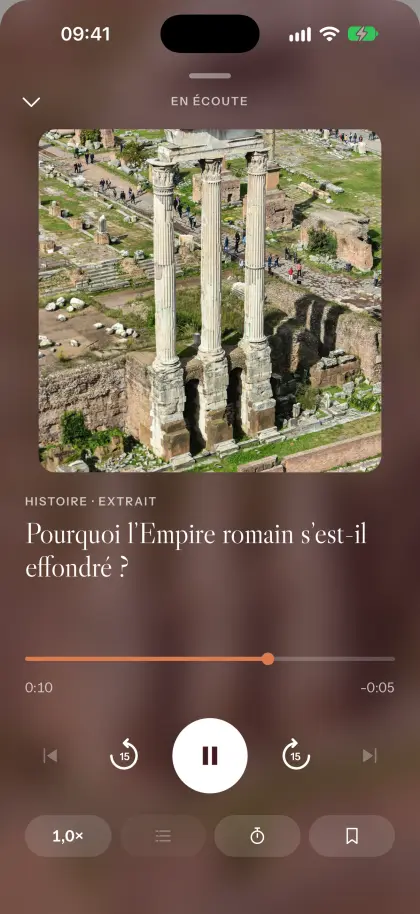 09:41
EN ÉCOUTE
HISTOIRE · EXTRAIT
Pourquoi l’Empire romain s’est-il
effondré ?
0:10 -0:05
15 15
1,0×